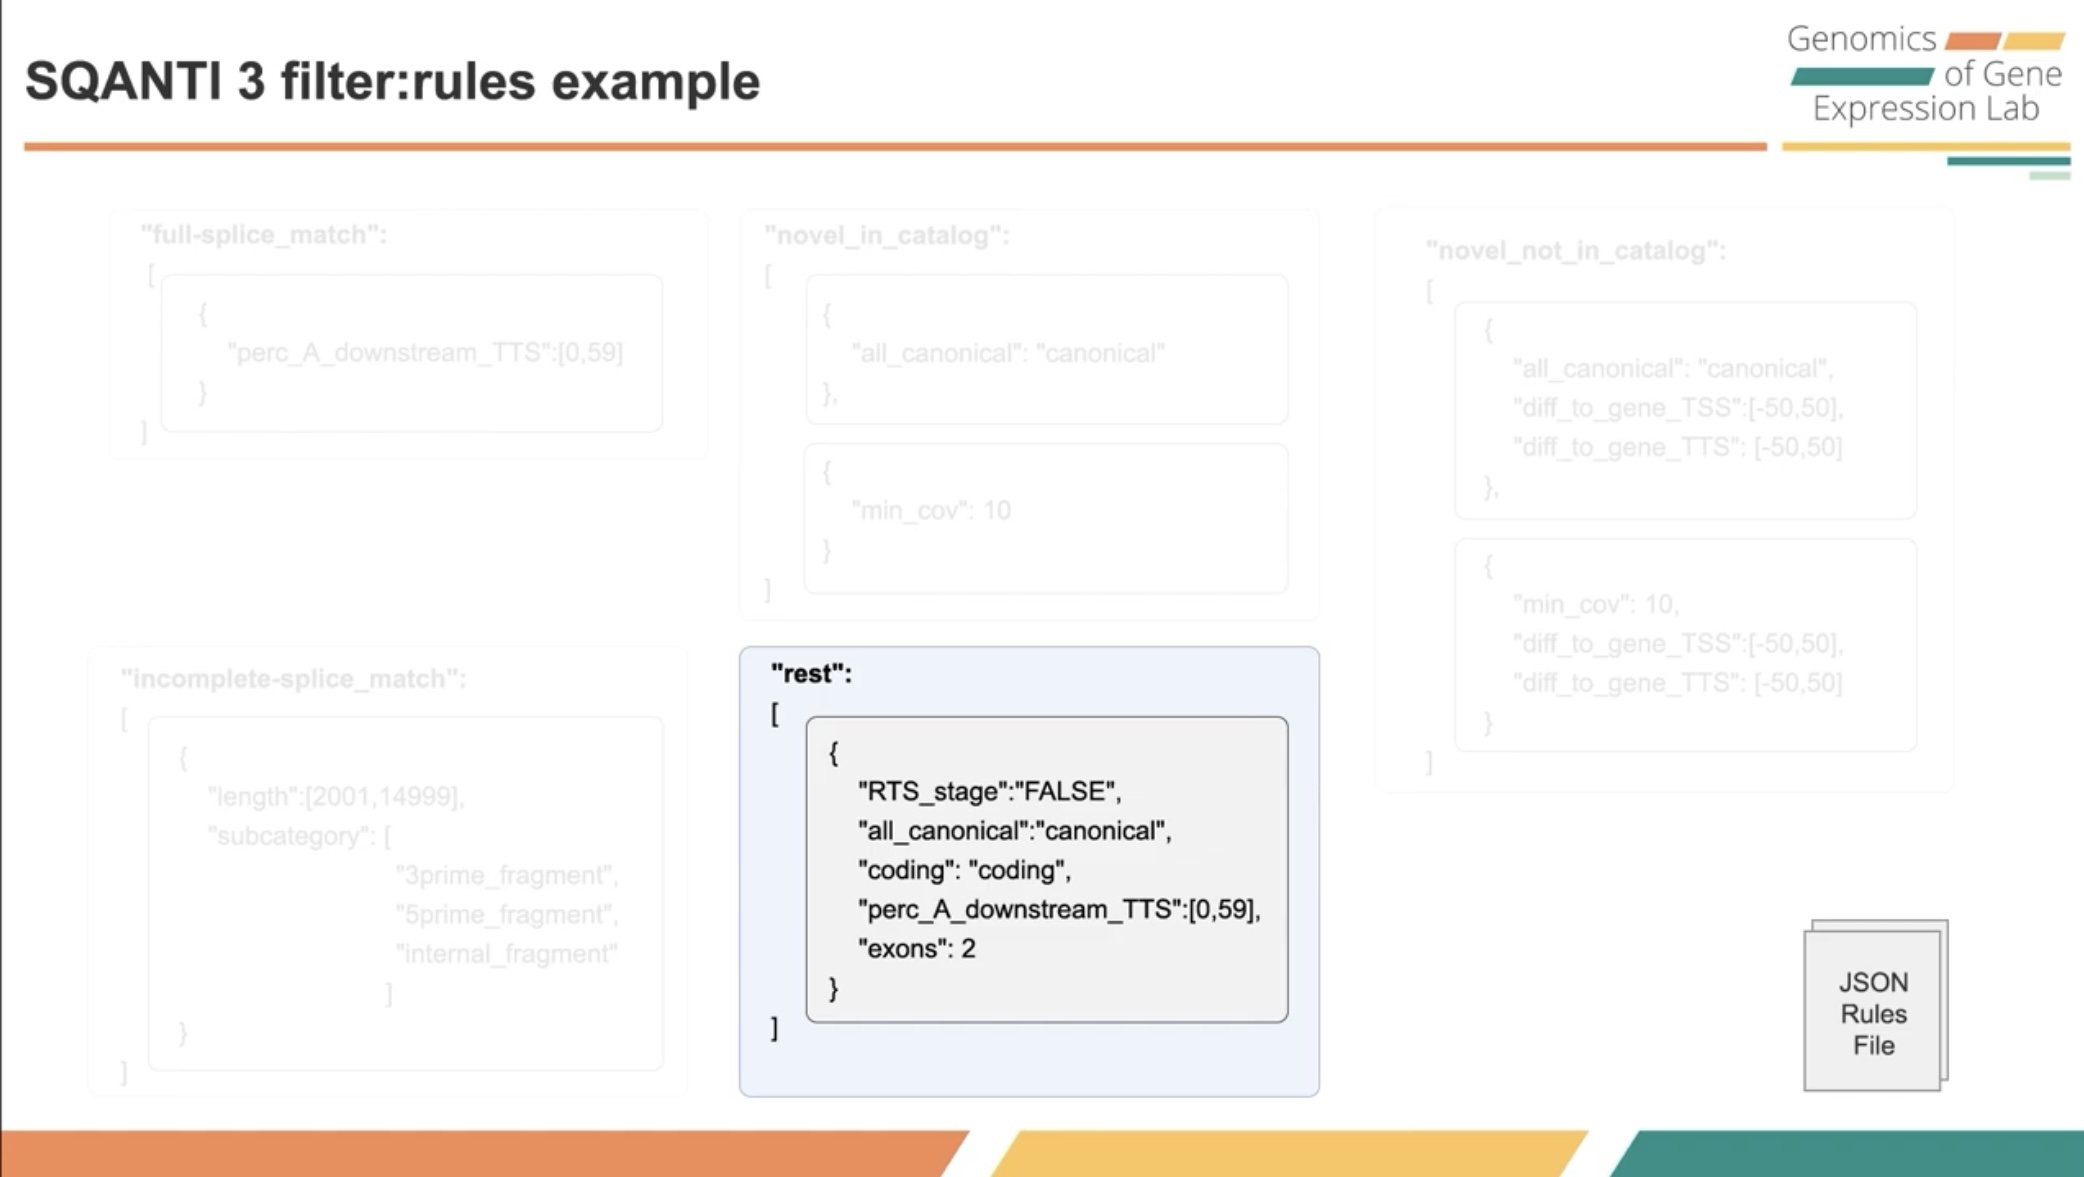 SQANTI 3 filter:rules example
Genomics
of Gene
Expression Lab
"full-splice_match":
[
{
"perc_A_downstream_TTS":[0,59]
}
]
"novel_in_catalog":
[
{
"all_canonical": "canonical"
},
{
"min_cov": 10
}
]
"novel_not_in_catalog":
[
{
"all_canonical": "canonical",
"diff_to_gene_TSS":[-50,50],
"diff_to_gene_TTS": [-50,50]
},
{
"min_cov": 10,
"diff_to_gene_TSS":[-50,50],
"diff_to_gene_TTS": [-50,50]
}
]
"incomplete-splice_match":
[
{
"length":[2001,14999],
"subcategory": [
"3prime_fragment",
"5prime_fragment",
"internal_fragment"
]
}
]
"rest":
[
{
"RTS_stage":"FALSE",
"all_canonical":"canonical",
"coding": "coding",
"perc_A_downstream_TTS":[0,59],
"exons": 2
}
]
JSON
Rules
File